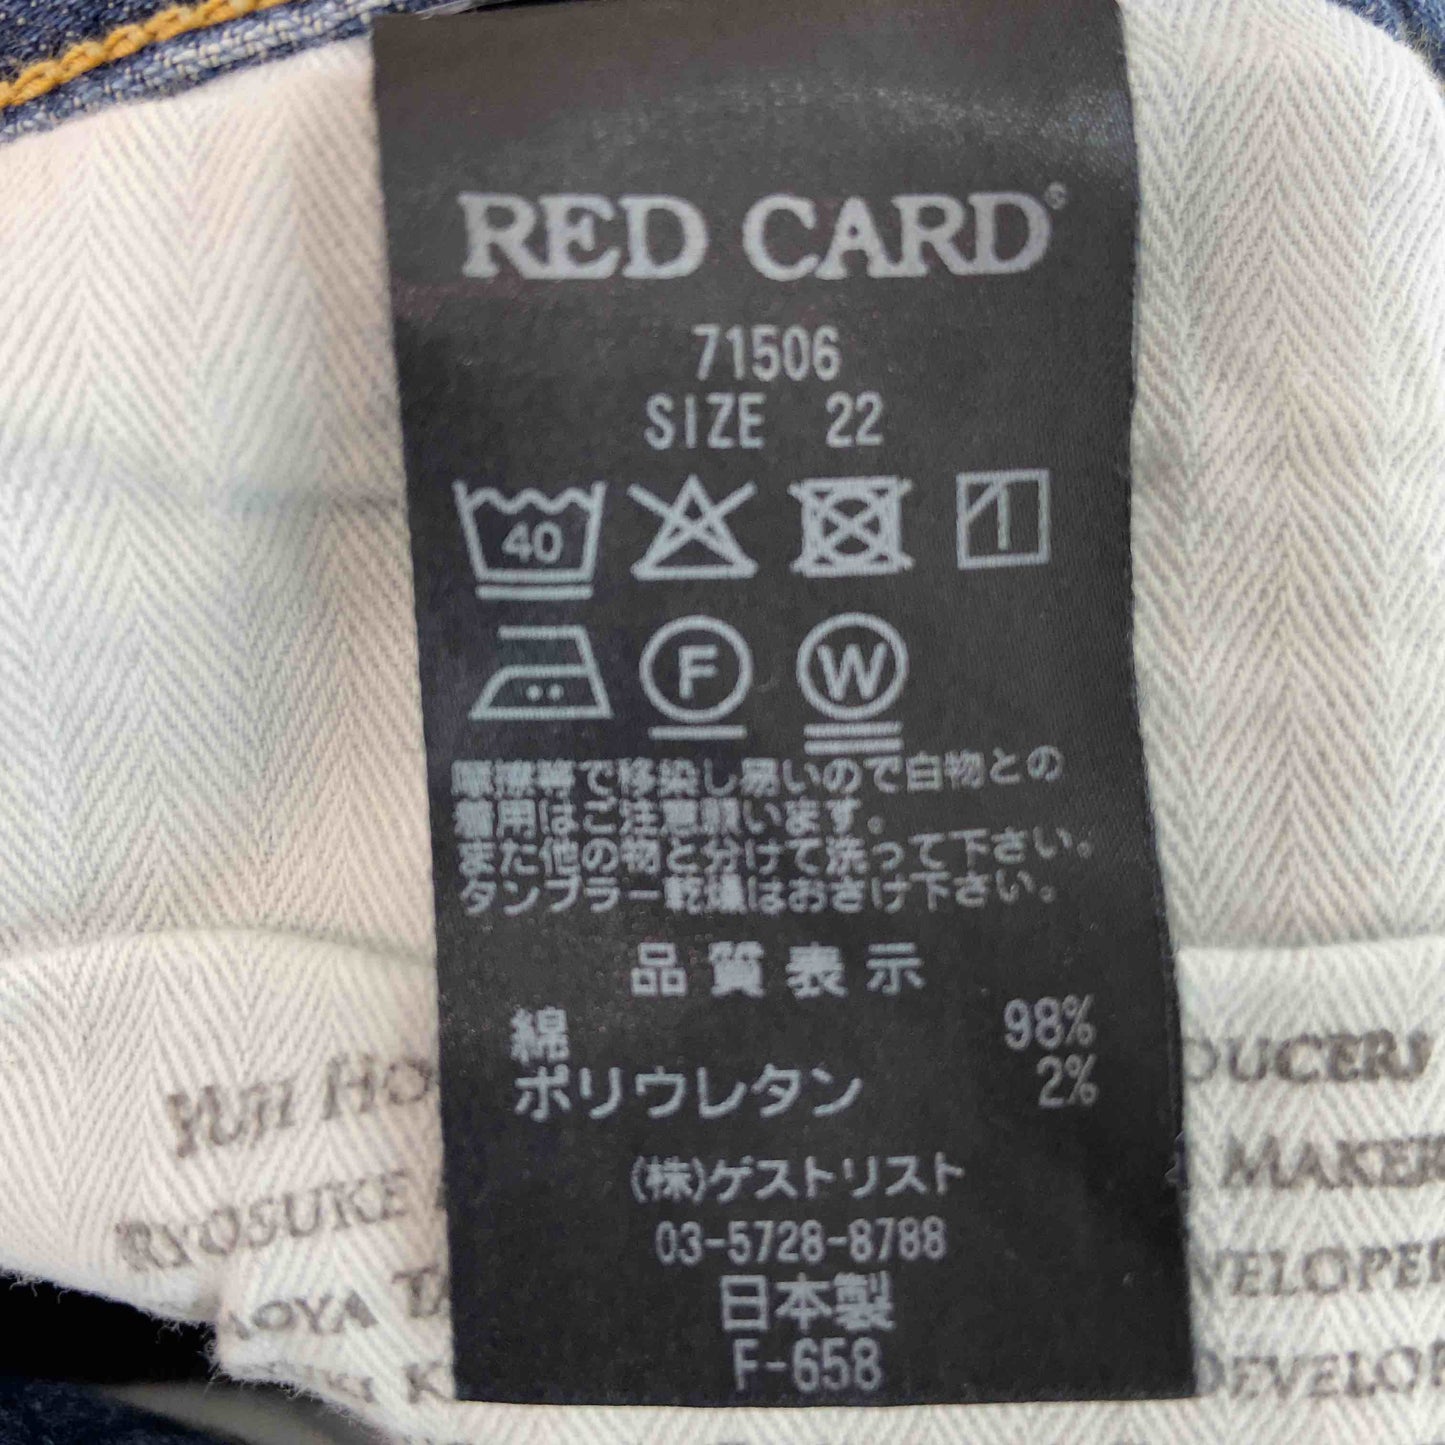 RED CARD®
71506
SIZE 22
40
F
W
摩擦等で移染し易いので白物との
着用はご注意願います。
また他の物と分けて洗って下さい。
タンブラー乾燥はおさけ下さい。
品質表示
綿 98%
ポリウレタン 2%
(株)ゲストリスト
03-5728-8788
日本製
F-658
RYOSUKE
MAKER